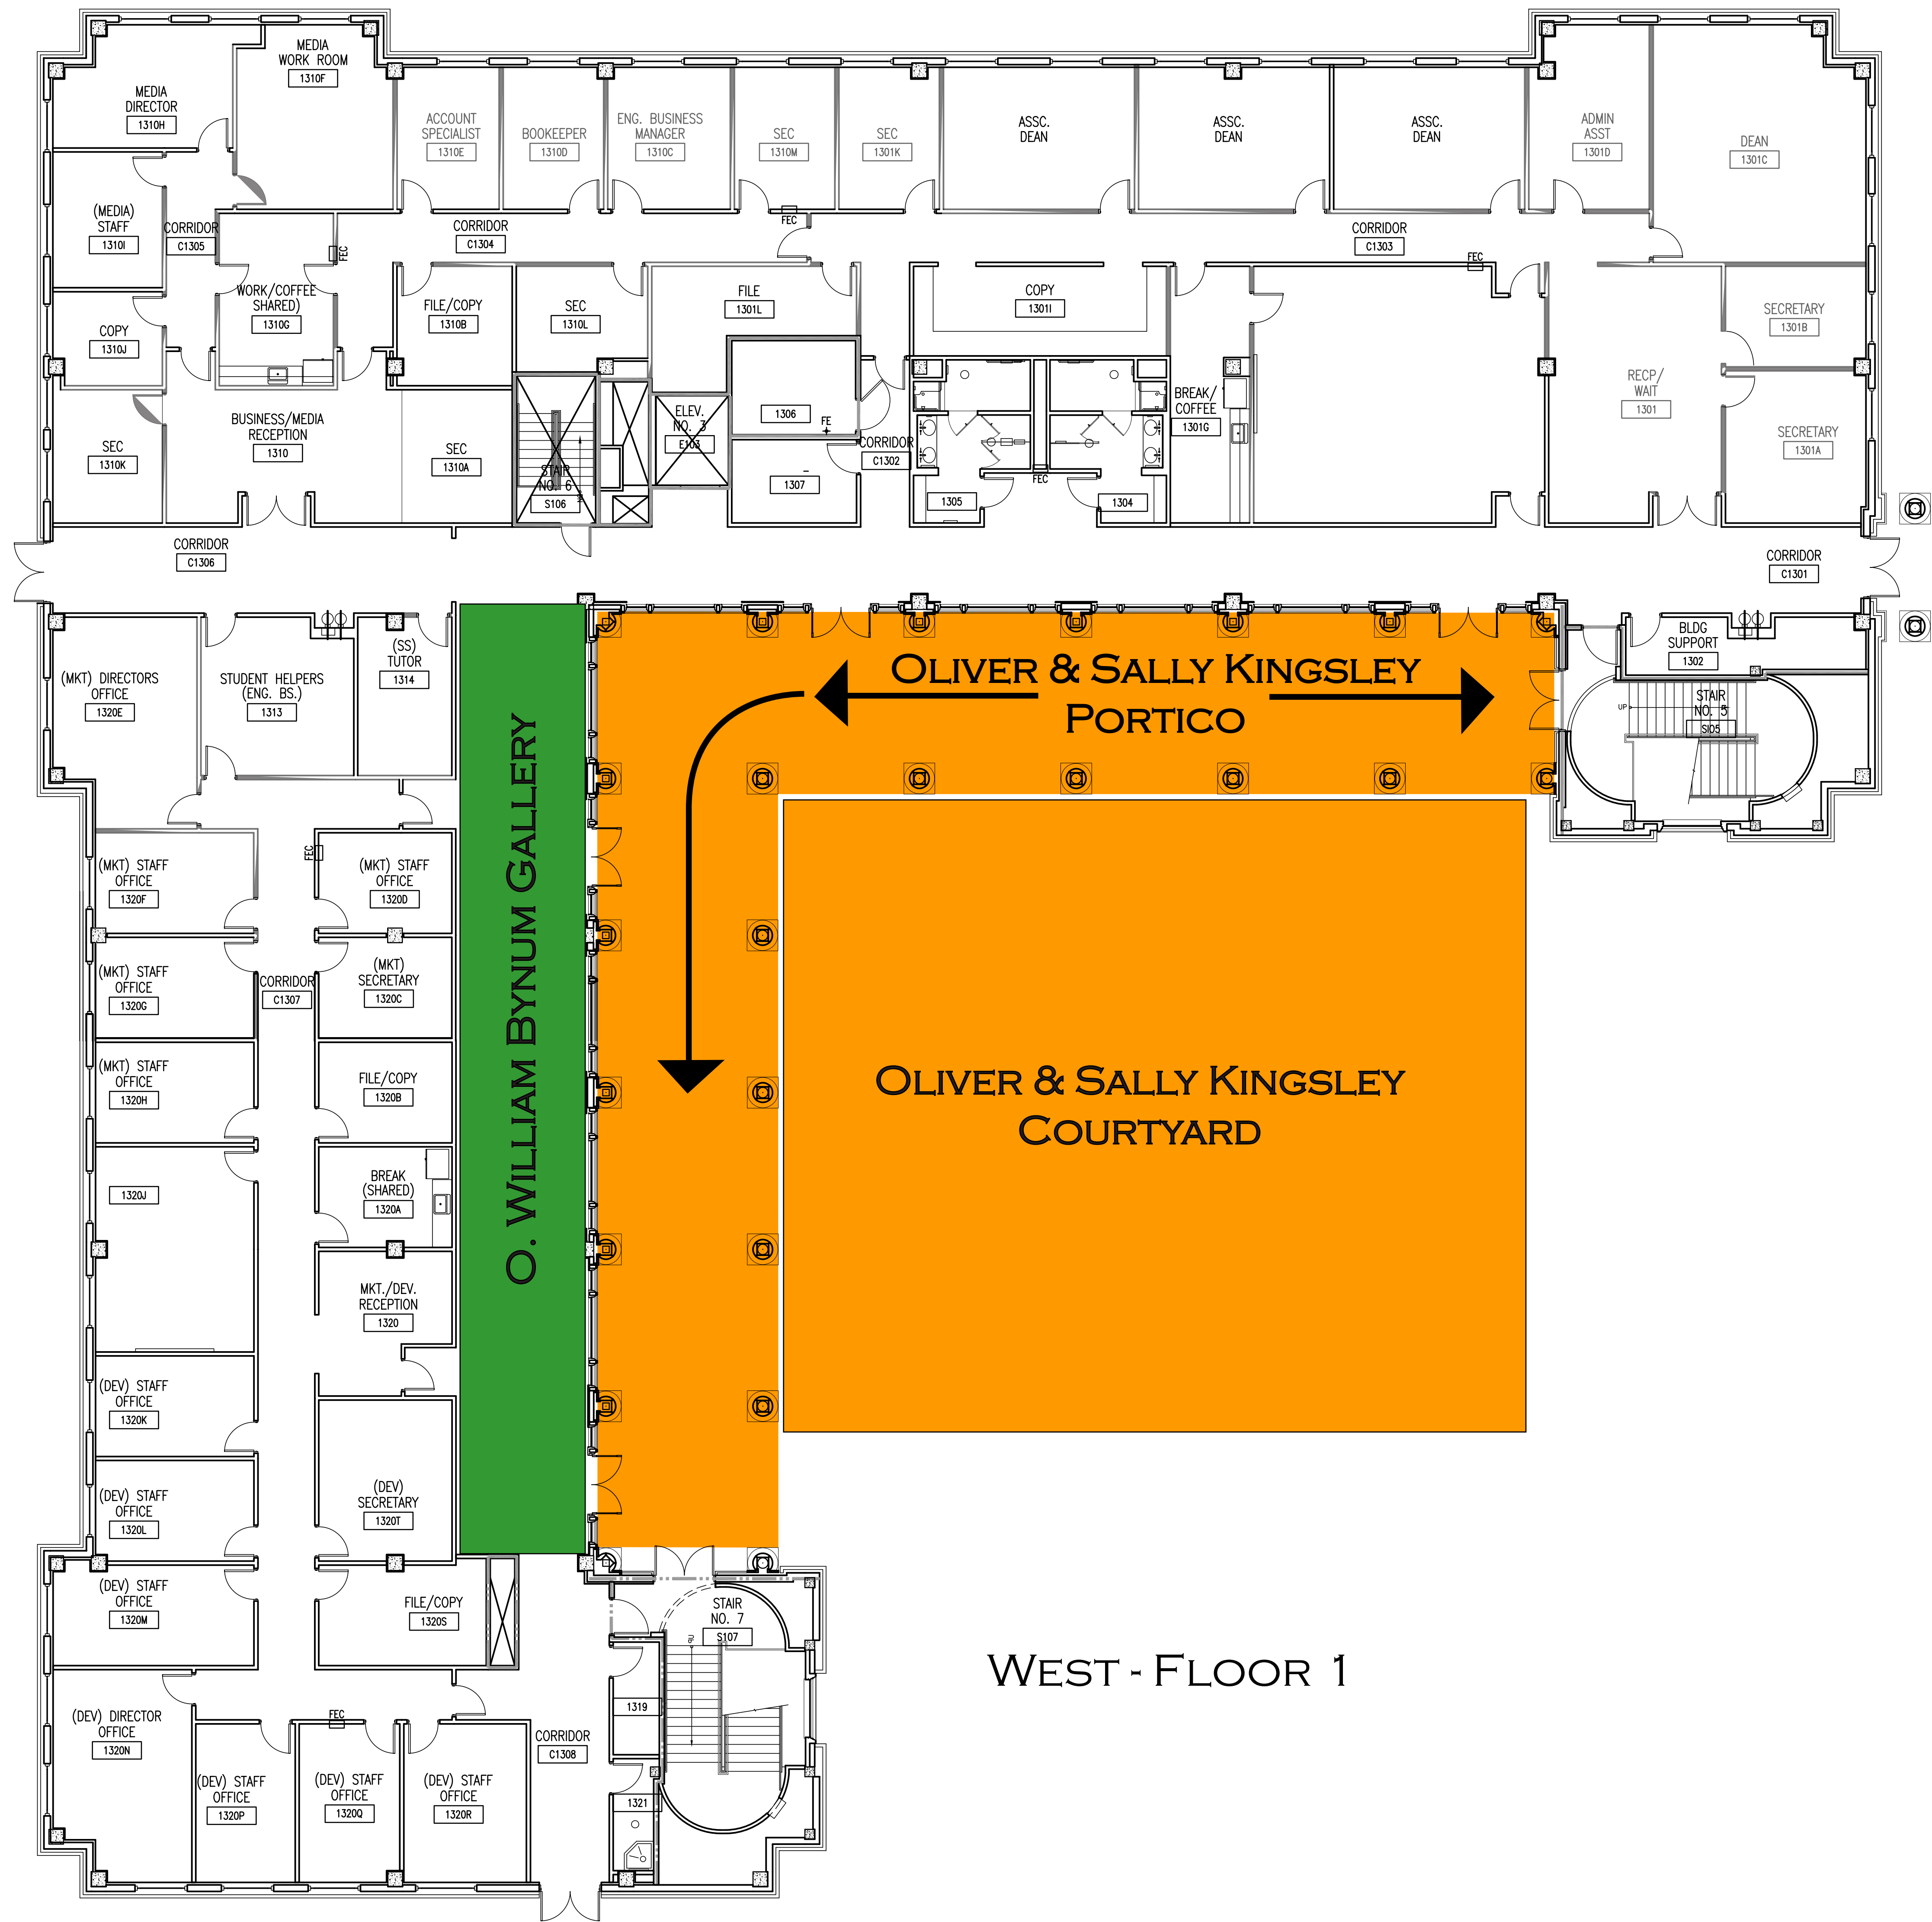 MEDIA
WORK ROOM
1310F
MEDIA
DIRECTOR
1310H
ACCOUNT
SPECIALIST
1310E
BOOKEEPER
1310D
ENG. BUSINESS
MANAGER
1310C
SEC
1310M
SEC
1301K
ASSC.
DEAN
ASSC.
DEAN
ASSC.
DEAN
ADMIN
ASST
1301D
DEAN
1301C
(MEDIA)
STAFF
1310I
CORRIDOR
C1305
FEC
CORRIDOR
C1304
FEC
CORRIDOR
C1303
FEC
WORK/COFFEE
SHARED)
1310G
FILE/COPY
1310B
SEC
1310L
FILE
1301L
COPY
1301I
SECRETARY
1301B
COPY
1310J
SEC
1310K
BUSINESS/MEDIA
RECEPTION
1310
SEC
1310A
STAIR
NO. 6
S106
ELEV.
NO. 3
E103
1306
FE
1307
CORRIDOR
C1302
1305
FEC
1304
BREAK/
COFFEE
1301G
RECP/
WAIT
1301
SECRETARY
1301A
CORRIDOR
C1306
CORRIDOR
C1301
(MKT) DIRECTORS
OFFICE
1320E
STUDENT HELPERS
(ENG. BS.)
1313
(SS)
TUTOR
1314
OLIVER & SALLY KINGSLEY
PORTICO
BLDG
SUPPORT
1302
UP
STAIR
NO. 5
S105
O. WILLIAM BYNUM GALLERY
(MKT) STAFF
OFFICE
1320F
FEC
(MKT) STAFF
OFFICE
1320D
(MKT) STAFF
OFFICE
1320G
CORRIDOR
C1307
(MKT)
SECRETARY
1320C
(MKT) STAFF
OFFICE
1320H
FILE/COPY
1320B
OLIVER & SALLY KINGSLEY
COURTYARD
1320J
BREAK
(SHARED)
1320A
MKT./DEV.
RECEPTION
1320
(DEV) STAFF
OFFICE
1320K
(DEV) STAFF
OFFICE
1320L
(DEV)
SECRETARY
1320T
(DEV) STAFF
OFFICE
1320M
FILE/COPY
1320S
STAIR
NO. 7
S107
UP
WEST - FLOOR 1
(DEV) DIRECTOR
OFFICE
1320N
FEC
1319
CORRIDOR
C1308
(DEV) STAFF
OFFICE
1320P
(DEV) STAFF
OFFICE
1320Q
(DEV) STAFF
OFFICE
1320R
1321